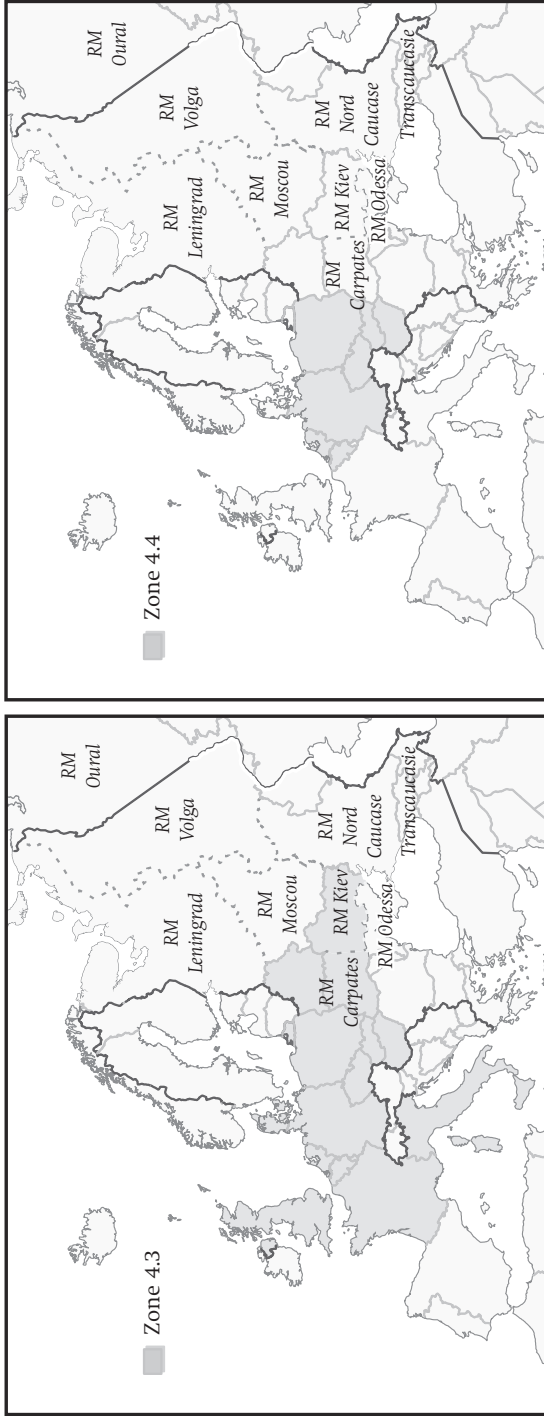 Zone 4.3
RM
Oural
RM
Volga
RM
Leningrad
RM
Moscou
RM
Carpates
RM Kiev
RM Odessa
RM
Nord
Caucase
Transcaucasie
Zone 4.4
RM
Oural
RM
Volga
RM
Leningrad
RM
Moscou
RM
Carpates
RM Kiev
RM Odessa
RM
Nord
Caucase
Transcaucasie